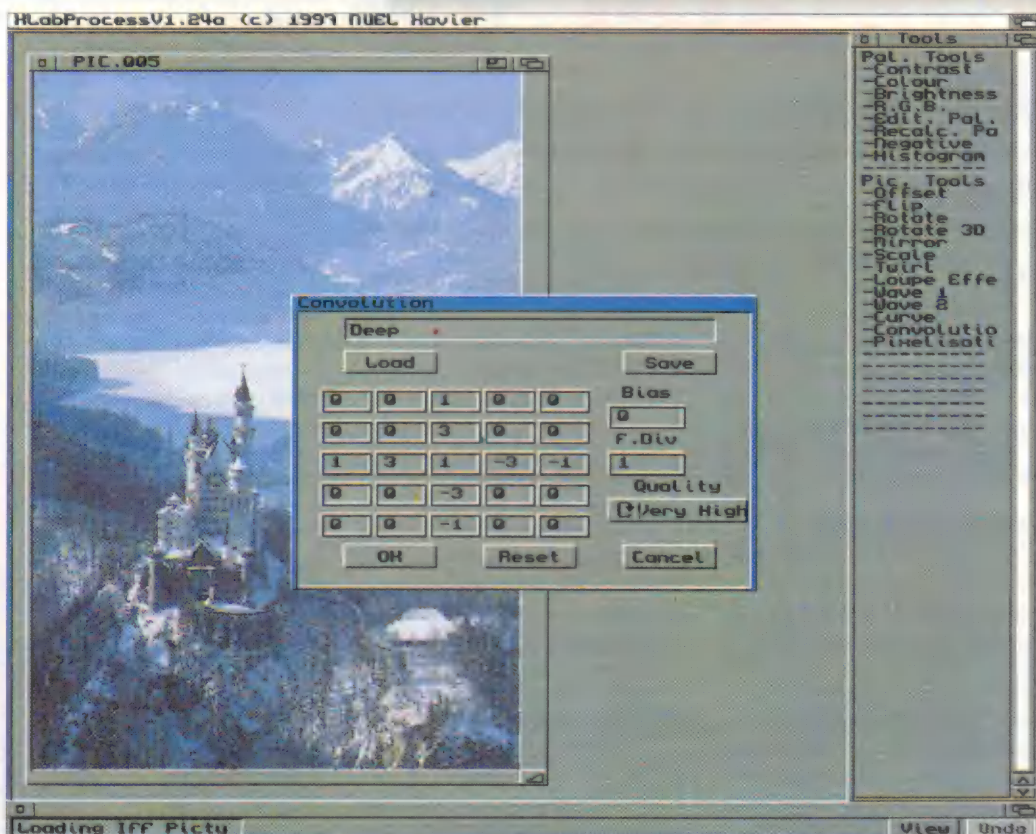 HLabProcessV1.24a (c) 1997 NUEL Xavier
PIC.005
Tools
Pal. Tools
-Contrast
-Colour
-Brightness
-R.G.B.
-Edit. Pal.
-Recalc. Pa
-Negative
-Histogram
Pic. Tools
-Offset
-Flip
-Rotate
-Rotate 3D
-Mirror
-Scale
-Twirl
-Loupe Effe
-Wave 1
-Wave 2
-Curve
-Convolutio
-Pixelisati
Convolution
Deep
Load
Save
0 0 1 0 0
0 0 3 0 0
1 3 1 -3 -1
0 0 -3 0 0
0 0 -1 0 0
Bias
0
F.Div
1
Quality
Very High
OK
Reset
Cancel
Loading IFF Pictu
View
Undo